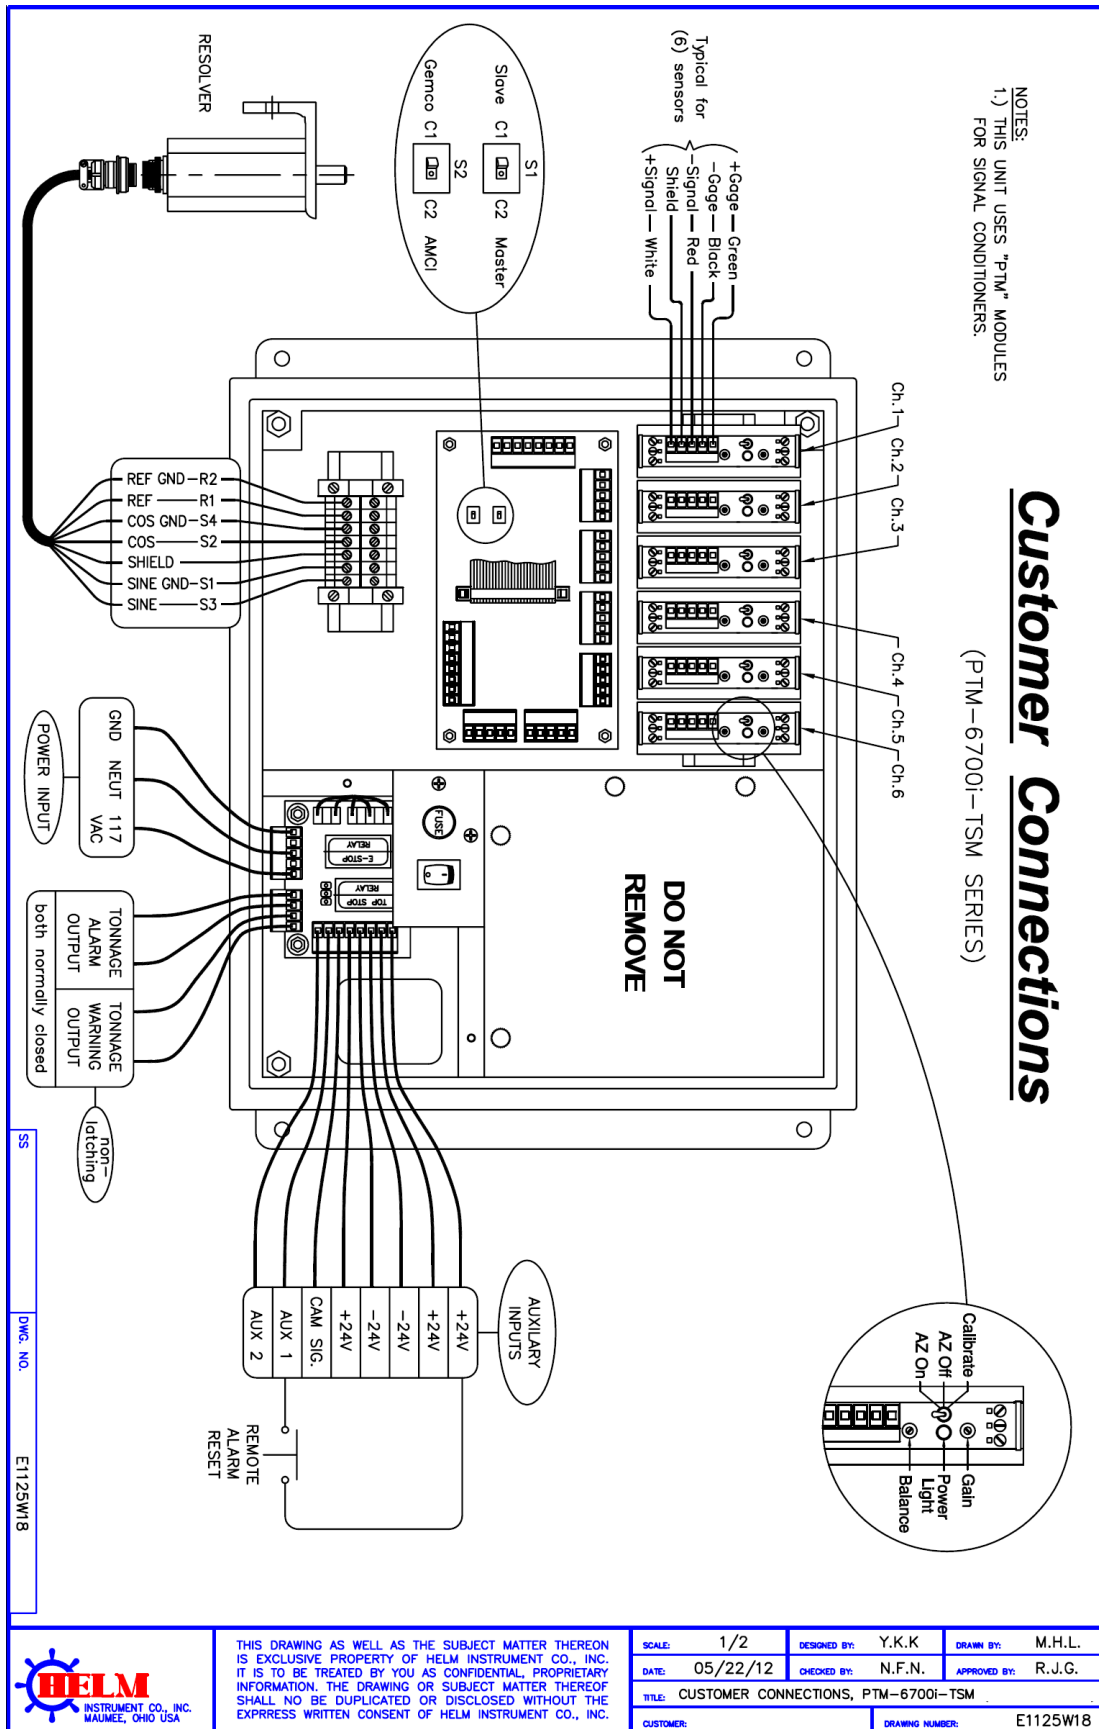 Customer Connections
(PTM-6700i-TSM SERIES)
NOTES:
1.) THIS UNIT USES "PTM" MODULES
FOR SIGNAL CONDITIONERS.
Typical for
(6) sensors
+Gage
Green
-Gage
Black
-Signal
Red
Shield
+Signal
White
Ch.1
Ch.2
Ch.3
Ch.4
Ch.5
Ch.6
Calibrate
AZ Off
AZ On
Gain
Power
Light
Balance
S1
Slave C1
C2 Master
S2
Gemco C1
C2 AMCI
RESOLVER
REF GND-R2
REF R1
COS GND-S4
COS S2
SHIELD
SINE GND-S1
SINE S3
DO NOT
REMOVE
FUSE
E-STOP
RELAY
TOP STOP
RELAY
GND
NEUT
117
VAC
POWER INPUT
TONNAGE
ALARM
OUTPUT
TONNAGE
WARNING
OUTPUT
both normally closed
non-
latching
AUXILARY
INPUTS
+24V
+24V
-24V
-24V
+24V
CAM SIG.
AUX 1
AUX 2
REMOTE
ALARM
RESET
SS
DWG. NO.
E1125W18
HELM
INSTRUMENT CO., INC.
MAUMEE, OHIO USA
THIS DRAWING AS WELL AS THE SUBJECT MATTER THEREON
IS EXCLUSIVE PROPERTY OF HELM INSTRUMENT CO., INC.
IT IS TO BE TREATED BY YOU AS CONFIDENTIAL, PROPRIETARY
INFORMATION. THE DRAWING OR SUBJECT MATTER THEREOF
SHALL NO BE DUPLICATED OR DISCLOSED WITHOUT THE
EXPRESS WRITTEN CONSENT OF HELM INSTRUMENT CO., INC.
SCALE: 1/2
DESIGNED BY: Y.K.K
DRAWN BY: M.H.L.
DATE: 05/22/12
CHECKED BY: N.F.N.
APPROVED BY: R.J.G.
TITLE: CUSTOMER CONNECTIONS, PTM-6700i-TSM
CUSTOMER:
DRAWING NUMBER: E1125W18